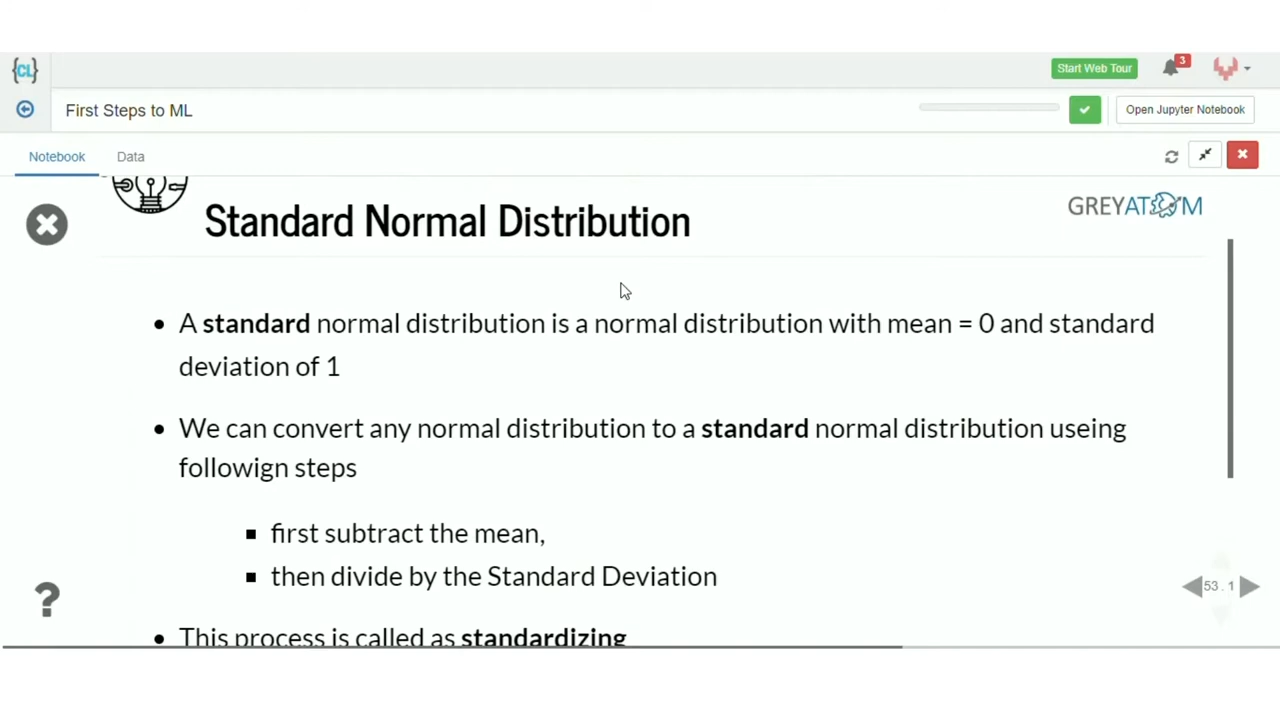 {CL}
Start Web Tour
3
First Steps to ML
Open Jupyter Notebook
Notebook
Data
Standard Normal Distribution
GREYATOM
• A standard normal distribution is a normal distribution with mean = 0 and standard
deviation of 1
• We can convert any normal distribution to a standard normal distribution useing
followign steps
▪ first subtract the mean,
▪ then divide by the Standard Deviation
?
53.1
• This process is called as standardizing